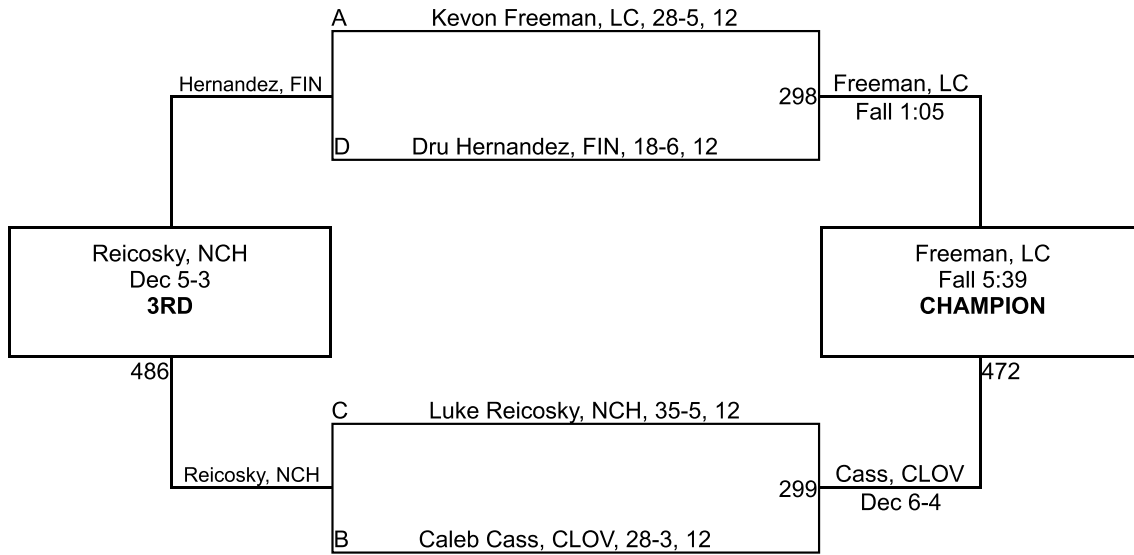 A Kevon Freeman, LC, 28-5, 12
Hernandez, FIN
298
Freeman, LC
Fall 1:05
D Dru Hernandez, FIN, 18-6, 12
Reicosky, NCH
Dec 5-3
3RD
486
Freeman, LC
Fall 5:39
CHAMPION
472
C Luke Reicosky, NCH, 35-5, 12
Reicosky, NCH
299
Cass, CLOV
Dec 6-4
B Caleb Cass, CLOV, 28-3, 12